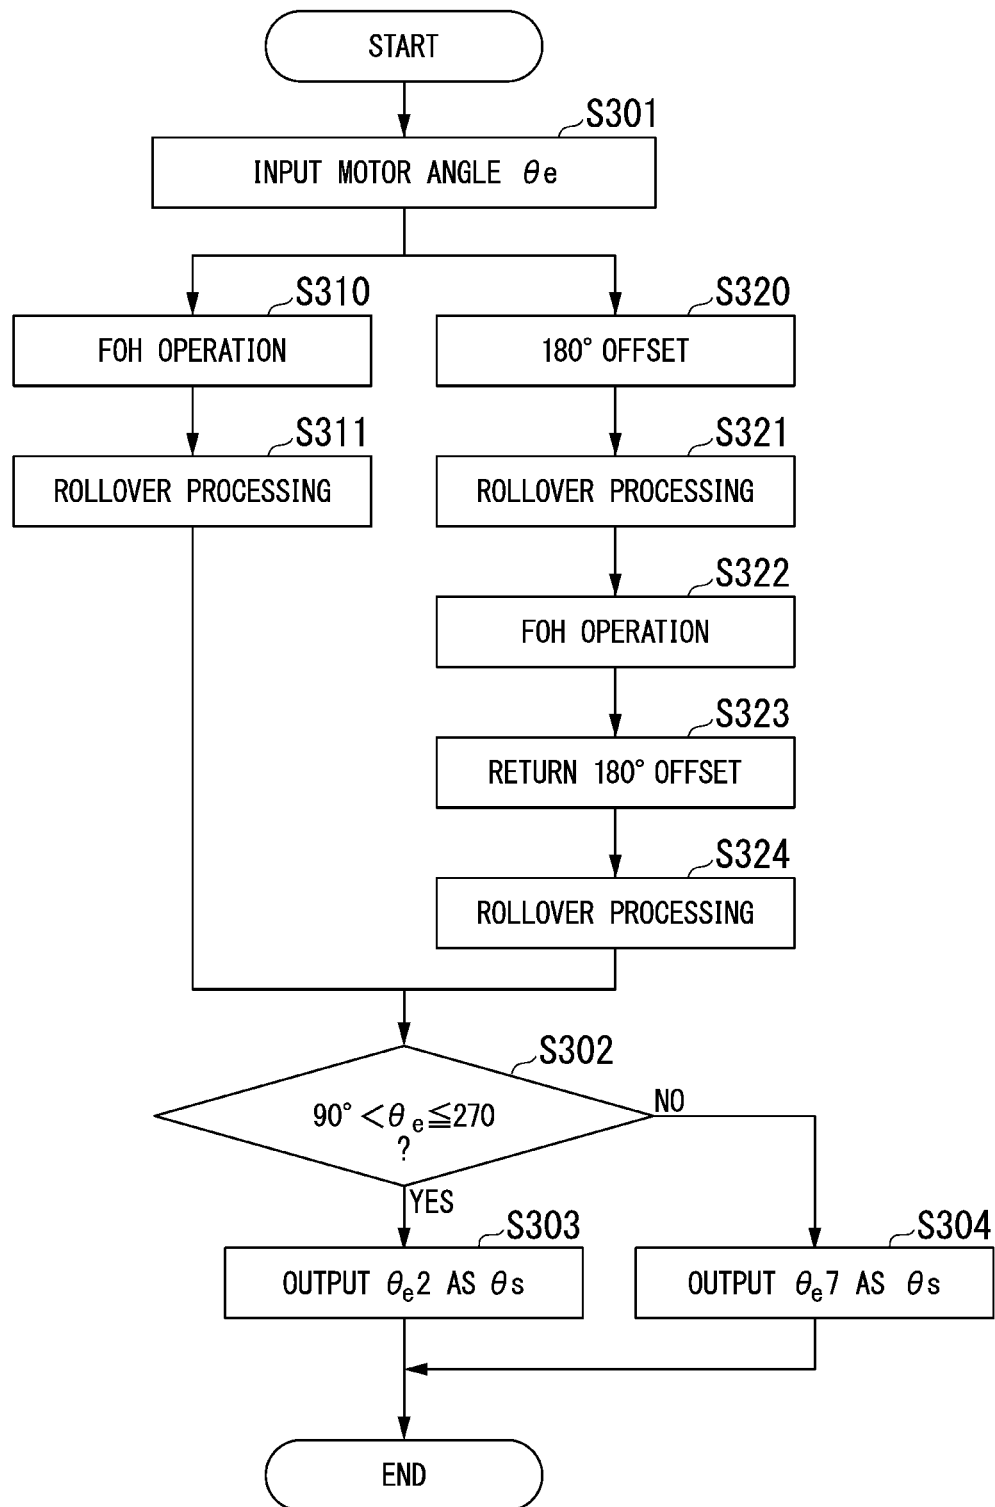 START
S301
INPUT MOTOR ANGLE θe
S310
FOH OPERATION
S320
180° OFFSET
S311
ROLLOVER PROCESSING
S321
ROLLOVER PROCESSING
S322
FOH OPERATION
S323
RETURN 180° OFFSET
S324
ROLLOVER PROCESSING
S302
90° <θe≦270
?
NO
YES
S303
OUTPUT θe2 AS θs
S304
OUTPUT θe7 AS θs
END